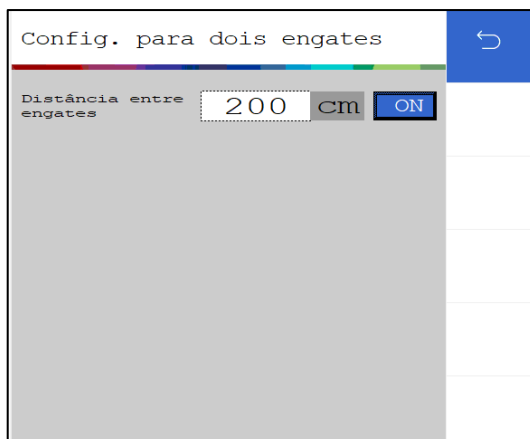 Config. para dois engates
Distância entre
engates
200 cm ON